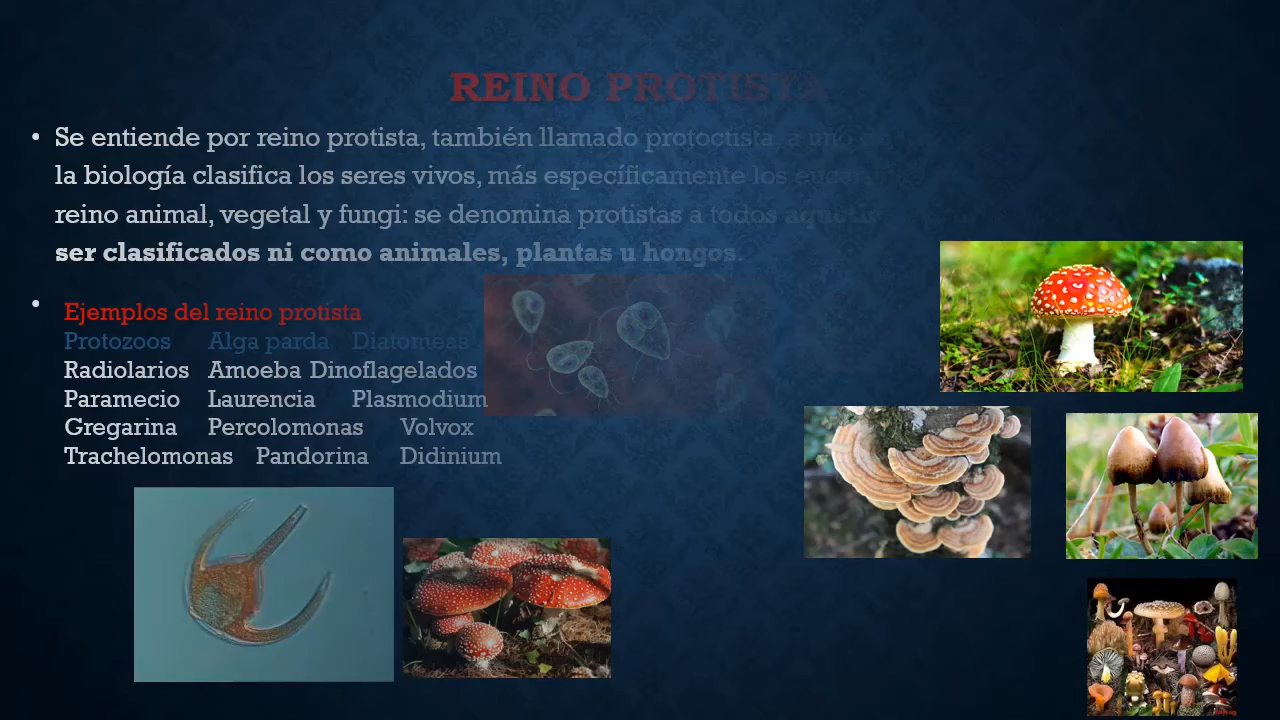 REINO PROTISTA
• Se entiende por reino protista, también llamado protoctista, a uno
la biología clasifica los seres vivos, más específicamente los
reino animal, vegetal y fungi: se denomina protistas a todos
ser clasificados ni como animales, plantas u hongos.
• Ejemplos del reino protista
Protozoos Alga parda Diatomeas
Radiolarios Amoeba Dinoflagelados
Paramecio Laurencia Plasmodium
Gregarina Percolomonas Volvox
Trachelomonas Pandorina Didinium